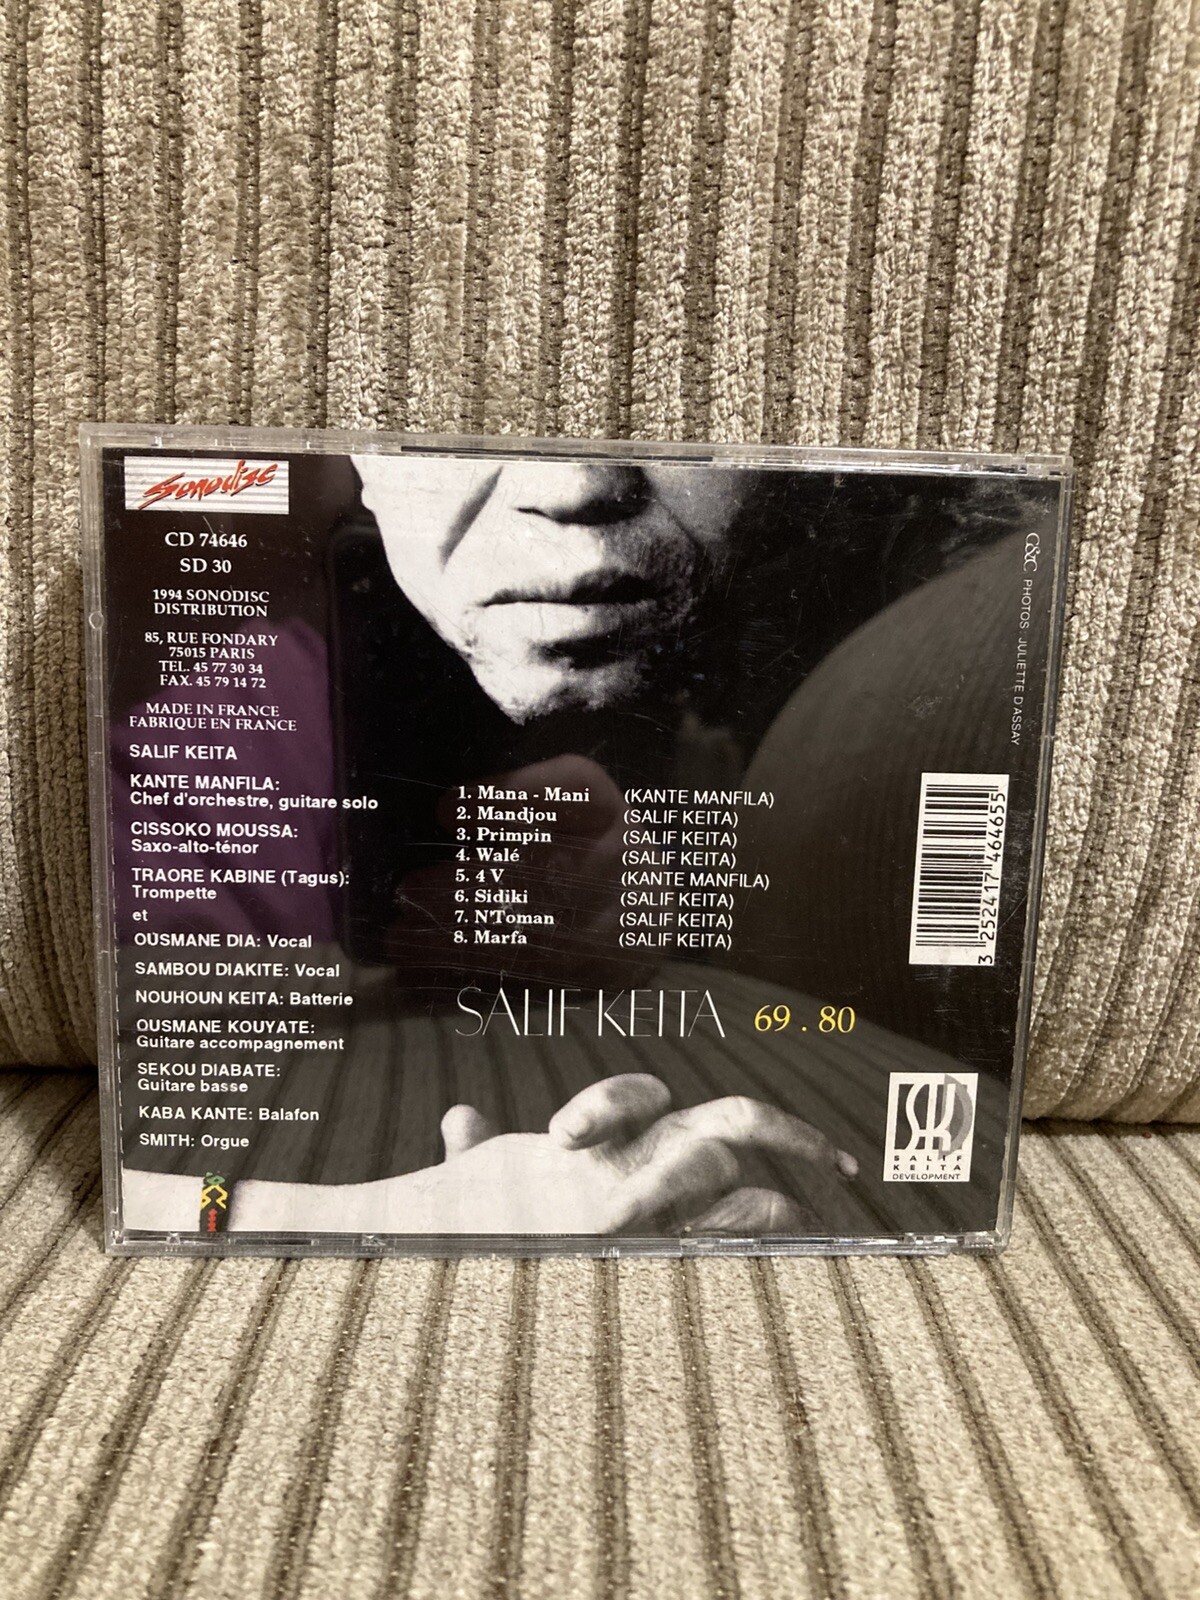 Sonodisc
CD 74646
SD 30
1994 SONODISC
DISTRIBUTION
85, RUE FONDARY
75015 PARIS
TEL. 45 77 30 34
FAX. 45 79 14 72
MADE IN FRANCE
FABRIQUE EN FRANCE
SALIF KEITA
KANTE MANFILA:
Chef d'orchestre, guitare solo
CISSOKO MOUSSA:
Saxo-alto-ténor
TRAORE KABINE (Tagus):
Trompette
et
OUSMANE DIA: Vocal
SAMBOU DIAKITE: Vocal
NOUHOUN KEITA: Batterie
OUSMANE KOUYATE:
Guitare accompagnement
SEKOU DIABATE:
Guitare basse
KABA KANTE: Balafon
SMITH: Orgue
1. Mana - Mani (KANTE MANFILA)
2. Mandjou (SALIF KEITA)
3. Primpin (SALIF KEITA)
4. Walé (SALIF KEITA)
5. 4 V (KANTE MANFILA)
6. Sidiki (SALIF KEITA)
7. N'Toman (SALIF KEITA)
8. Marfa (SALIF KEITA)
SALIF KEITA 69 . 80
C&C PHOTOS JULIETTE D'ASSAY
3 252417 464655
SK
SALIF
KEITA
DEVELOPMENT